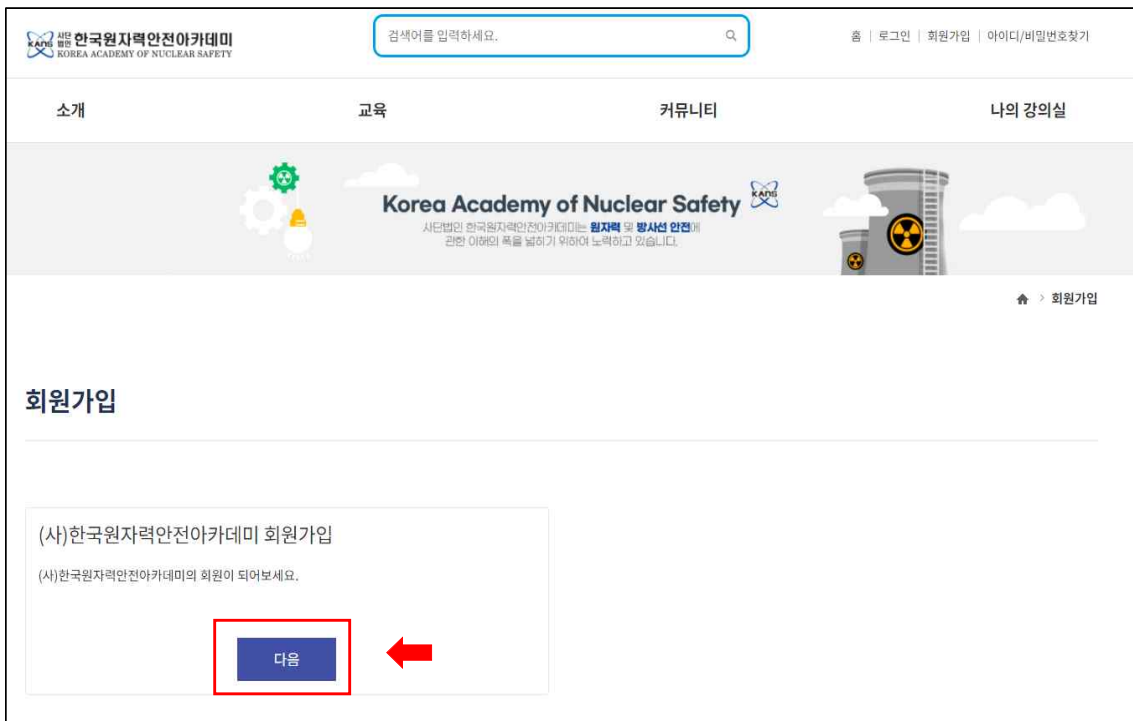 KANS 사단법인 한국원자력안전아카데미
KOREA ACADEMY OF NUCLEAR SAFETY
검색어를 입력하세요.
홈 | 로그인 | 회원가입 | 아이디/비밀번호찾기
소개 교육 커뮤니티 나의 강의실
Korea Academy of Nuclear Safety KANS
사단법인 한국원자력안전아카데미는 원자력 및 방사선 안전에
관한 이해의 폭을 넓히기 위하여 노력하고 있습니다.
> 회원가입
회원가입
(사)한국원자력안전아카데미 회원가입
(사)한국원자력안전아카데미의 회원이 되어보세요.
다음